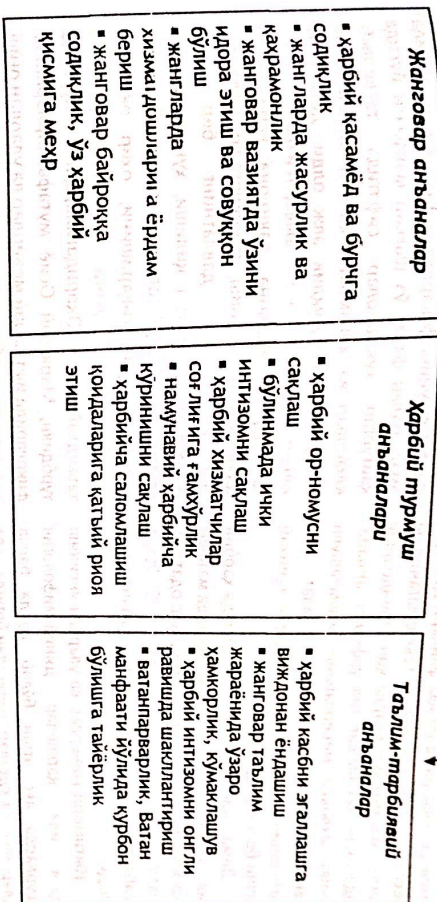 Жанговар анъаналар
▪ ҳарбий қасамёд ва бурчга
содиқлик
▪ жангларда жасурлик ва
қаҳрамонлик
▪ жанговар вазиятда ўзини
идора этиш ва совуққон
бўлиш
▪ жангларда
хизмаtдошлариga ёрдам
бериш
▪ жанговар байроққа
содиқлик, ўз ҳарбий
қисмига меҳр
Ҳарбий турмуш
анъаналари
▪ ҳарбий ор-номусни
сақлаш
▪ бўлинмада ички
интизомни сақлаш
▪ ҳарбий хизматчилар
соғлиғига ғамхўрлик
▪ намунавий ҳарбийча
кўринишни сақлаш
▪ ҳарбийча саломлашиш
қоидаларига қатъий риоя
этиш
Таълим-тарбиявий
анъаналар
▪ ҳарбий касбни эгаллашга
виждонан ёндашиш
▪ жанговар таълим
жараёнида ўзаро
ҳамкорлик, кўмаклашув
▪ ҳарбий интизомни онгли
равишда шакллантириш
▪ ватанпарварлик, Ватан
манфаати йўлида қурбон
бўлишга тайёрлик